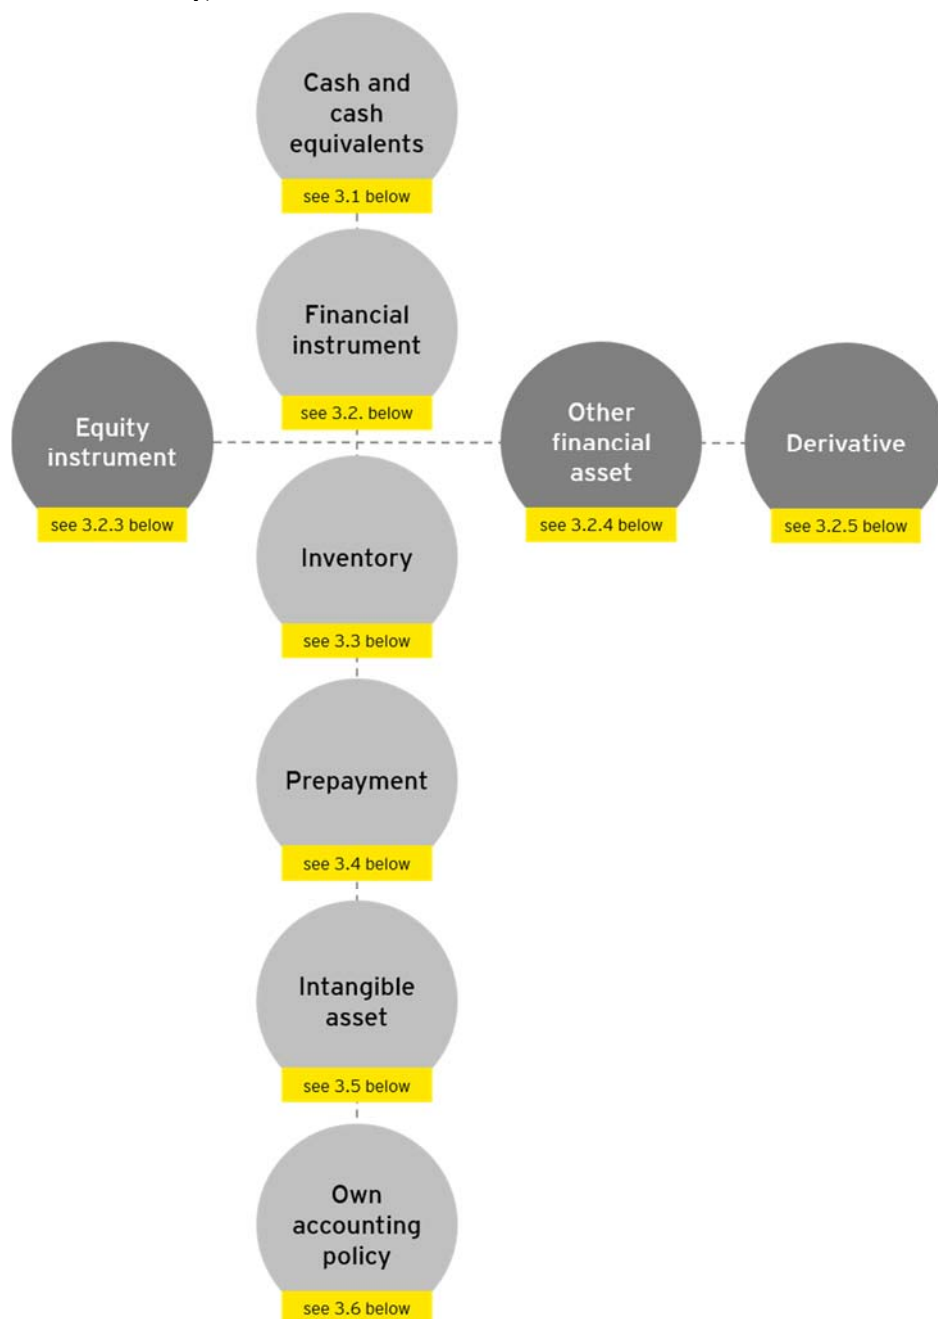 Cash and
cash
equivalents
see 3.1 below
Financial
instrument
see 3.2. below
Equity
instrument
see 3.2.3 below
Other
financial
asset
see 3.2.4 below
Derivative
see 3.2.5 below
Inventory
see 3.3 below
Prepayment
see 3.4 below
Intangible
asset
see 3.5 below
Own
accounting
policy
see 3.6 below